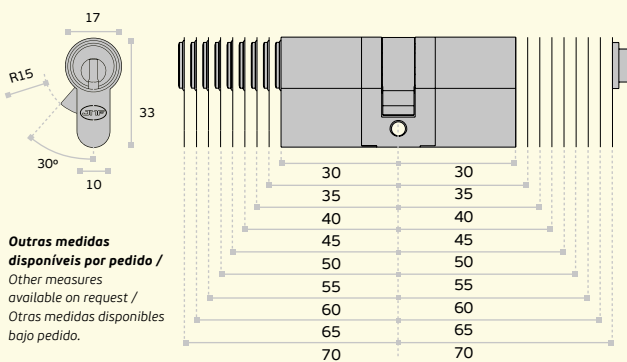 17
R15
33
30º
10
JNF
30 30
35 35
40 40
45 45
50 50
55 55
60 60
65 65
70 70
Outras medidas
disponíveis por pedido /
Other measures
available on request /
Otras medidas disponibles
bajo pedido.